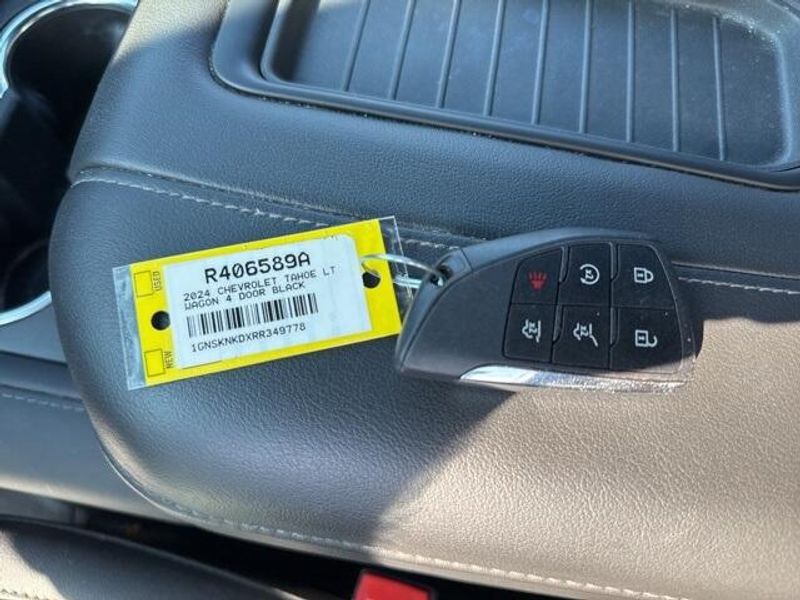 R406589A
2024 CHEVROLET TAHOE LT
WAGON 4 DOOR BLACK
1GNSKNKDXRR349778
USED
NEW